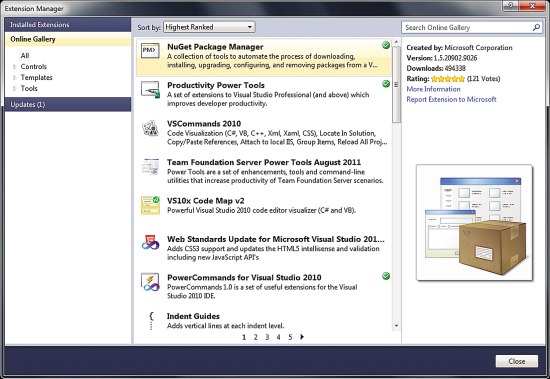 Extension Manager
Installed Extensions
Online Gallery
All
Controls
Templates
Tools
Updates (1)
Sort by: Highest Ranked
PM>
NuGet Package Manager
A collection of tools to automate the process of downloading,
installing, upgrading, configuring, and removing packages from a V...
Productivity Power Tools
A set of extensions to Visual Studio Professional (and above) which
improves developer productivity.
VSCommands 2010
Code Visualization (C#, VB, C++, Xml, Xaml, CSS), Locate In Solution,
Copy/Paste References, Attach to local IIS, Group Items, Reload All Proj...
Team Foundation Server Power Tools August 2011
Power Tools are a set of enhancements, tools and command-line
utilities that increase productivity of Team Foundation Server scenarios.
VS10x Code Map v2
Powerful Visual Studio 2010 code editor visualizer (C# and VB).
Web Standards Update for Microsoft Visual Studio 201...
Adds CSS3 support and updates the HTML5 intellisense and validation
including new JavaScript API's
PowerCommands for Visual Studio 2010
PowerCommands 1.0 is a set of useful extensions for the Visual
Studio 2010 IDE.
Indent Guides
Adds vertical lines at each indent level.
1 2 3 4 5
Search Online Gallery
Created by: Microsoft Corporation
Version: 1.5.20902.9026
Downloads: 494338
Rating: (121 Votes)
More Information
Report Extension to Microsoft
Close